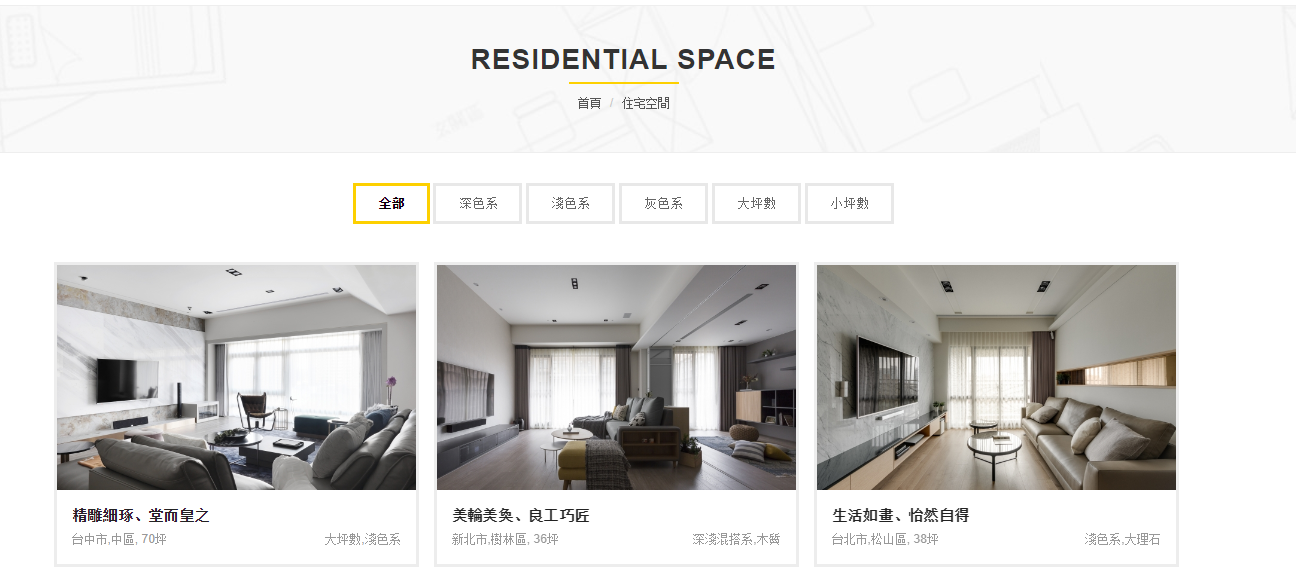 RESIDENTIAL SPACE
首頁 / 住宅空間
全部 深色系 淺色系 灰色系 大坪數 小坪數
精雕細琢、堂而皇之
台中市,中區, 70坪 大坪數,淺色系
美輪美奐、良工巧匠
新北市,樹林區, 36坪 深淺混搭系,木質
生活如畫、怡然自得
台北市,松山區, 38坪 淺色系,大理石